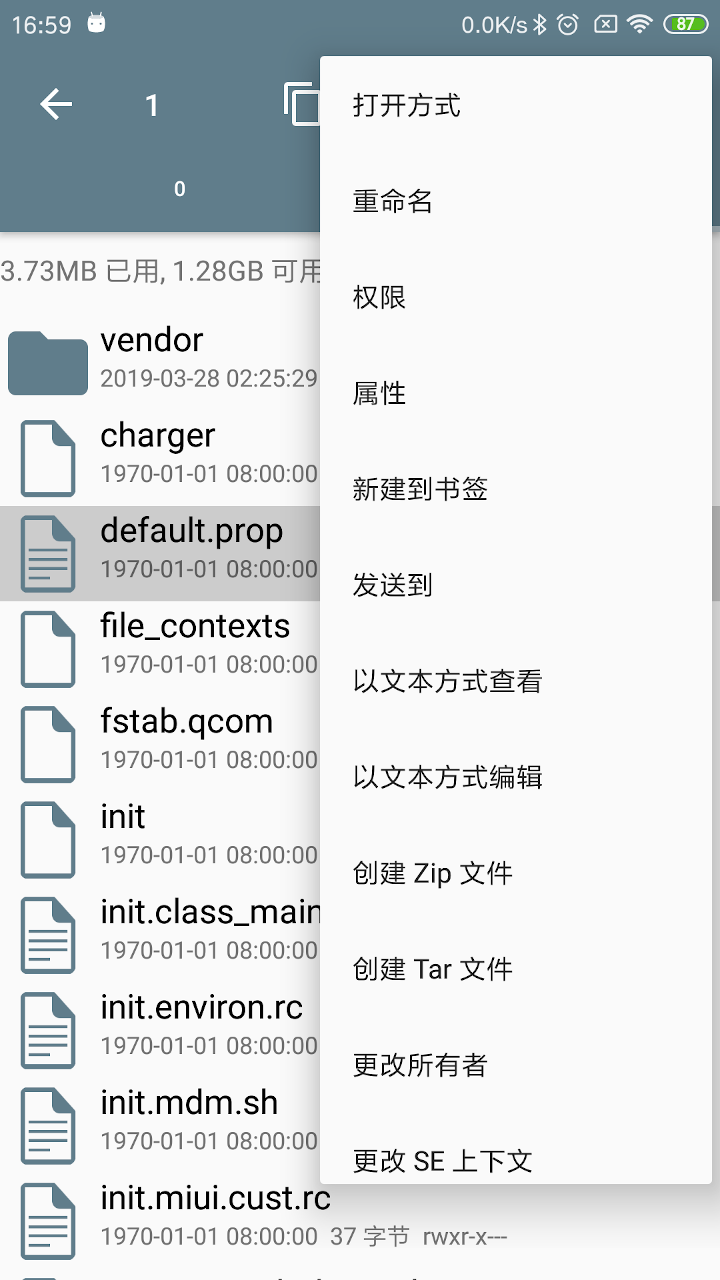 16:59 0.0K/s 87
1
0
3.73MB 已用, 1.28GB 可用
vendor
2019-03-28 02:25:29
charger
1970-01-01 08:00:00
default.prop
1970-01-01 08:00:00
file_contexts
1970-01-01 08:00:00
fstab.qcom
1970-01-01 08:00:00
init
1970-01-01 08:00:00
init.class_main
1970-01-01 08:00:00
init.environ.rc
1970-01-01 08:00:00
init.mdm.sh
1970-01-01 08:00:00
init.miui.cust.rc
1970-01-01 08:00:00 37 字节 rwxr-x---
打开方式
重命名
权限
属性
新建到书签
发送到
以文本方式查看
以文本方式编辑
创建 Zip 文件
创建 Tar 文件
更改所有者
更改 SE 上下文